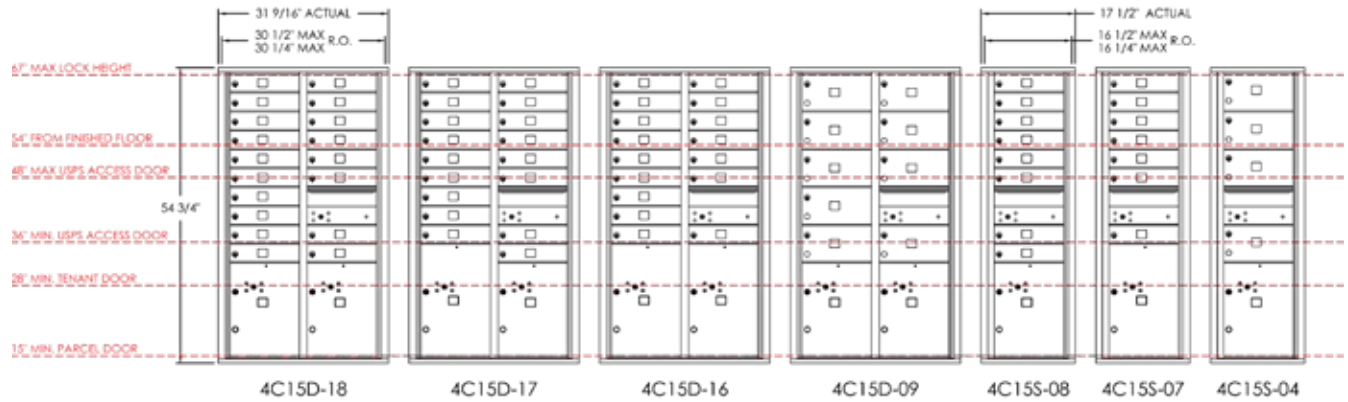 31 9/16" ACTUAL
30 1/2" MAX R.O.
30 1/4" MAX
17 1/2" ACTUAL
16 1/2" MAX R.O.
16 1/4" MAX
67" MAX LOCK HEIGHT
54" FROM FINISHED FLOOR
48" MAX USPS ACCESS DOOR
54 3/4"
36" MIN. USPS ACCESS DOOR
28" MIN. TENANT DOOR
15" MIN. PARCEL DOOR
4C15D-18 4C15D-17 4C15D-16 4C15D-09 4C15S-08 4C15S-07 4C15S-04